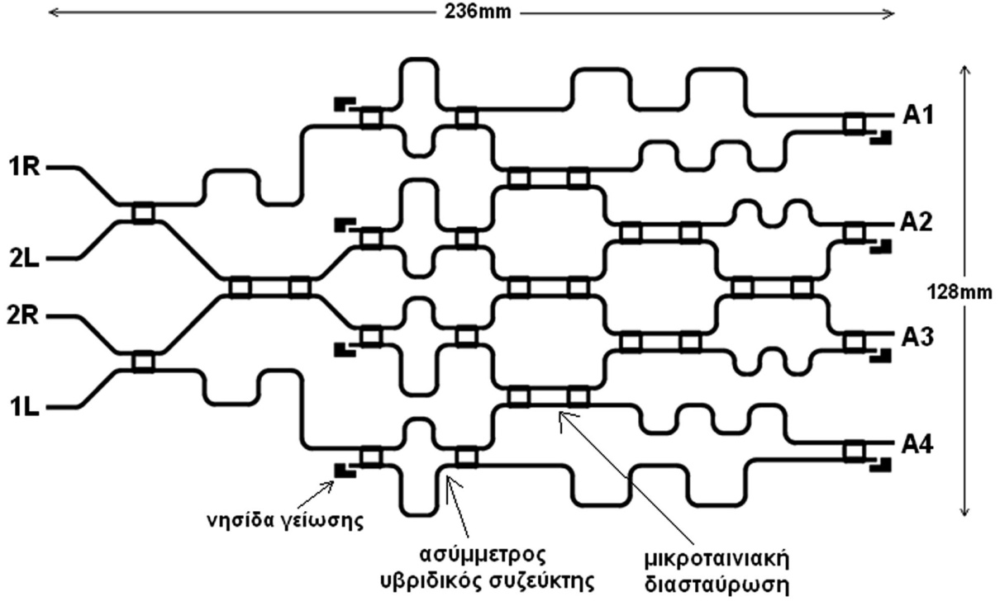 236mm
A1
1R
A2
2L
128mm
2R
A3
1L
A4
νησίδα γείωσης
ασύμμετρος
υβριδικός συζεύκτης
μικροταινιακή
διασταύρωση